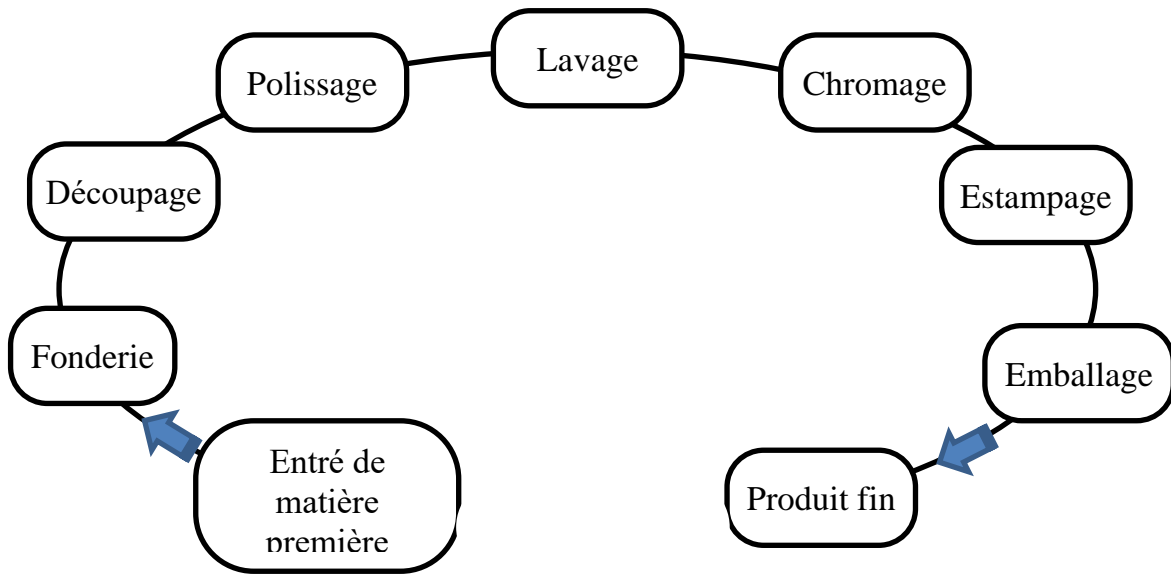 Entré de
matière
première
Fonderie
Découpage
Polissage
Lavage
Chromage
Estampage
Emballage
Produit fin